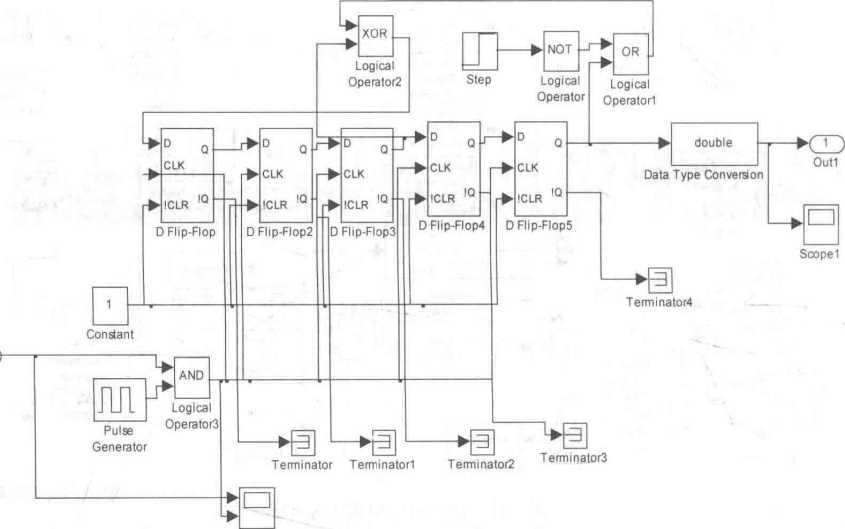 XOR
Logical
Operator2
Step
NOT
Logical
Operator
OR
Logical
Operator1
D
Q
CLK
!Q
!CLR
D Flip-Flop
D
Q
CLK
!Q
!CLR
D Flip-Flop2
D
Q
CLK
!Q
!CLR
D Flip-Flop3
D
Q
CLK
!Q
!CLR
D Flip-Flop4
D
Q
CLK
!Q
!CLR
D Flip-Flop5
double
Data Type Conversion
1
Out1
Scope1
Terminator4
1
Constant
AND
Logical
Operator3
Pulse
Generator
Terminator
Terminator1
Terminator2
Terminator3